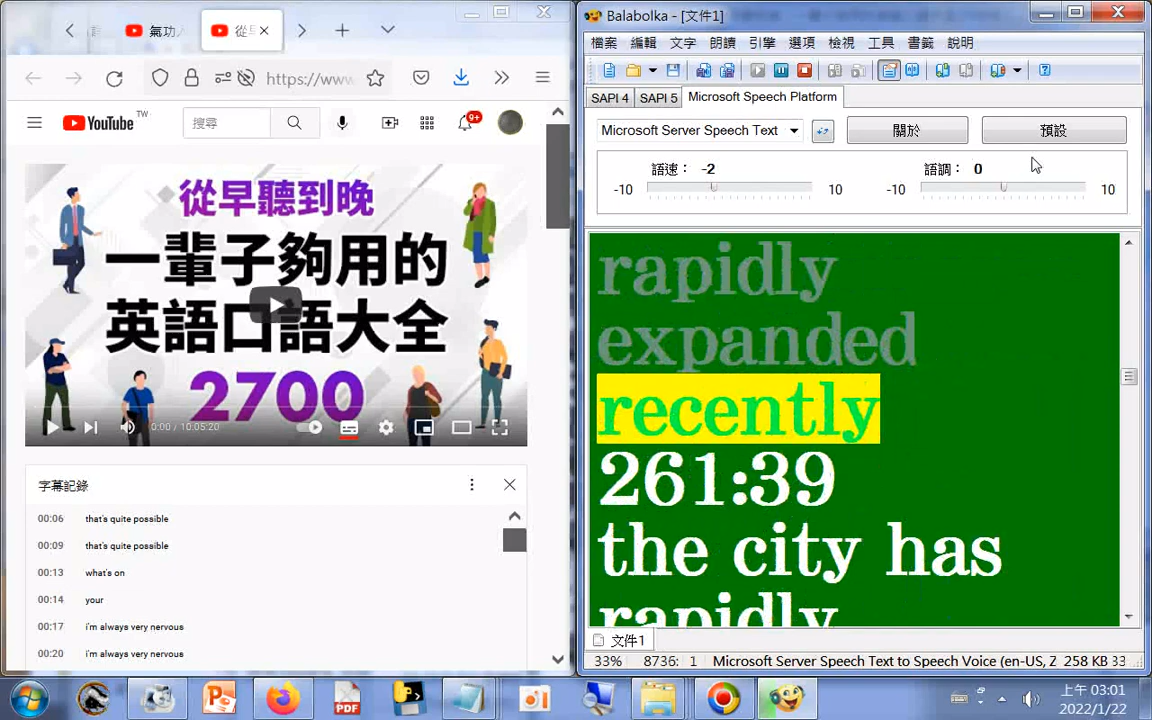 氣功
從
https://www
YouTube TW
搜尋
9+
從早聽到晚
一輩子夠用的
英語口語大全
2700
0:00 / 10:05:20
字幕記錄
00:06 that's quite possible
00:09 that's quite possible
00:13 what's on
00:14 your
00:17 i'm always very nervous
00:20 i'm always very nervous
Balabolka - [文件1]
檔案 編輯 文字 朗讀 引擎 選項 檢視 工具 書籤 說明
SAPI 4 SAPI 5 Microsoft Speech Platform
Microsoft Server Speech Text 關於 預設
語速： -2 語調： 0
-10 10 -10 10
rapidly
expanded
recently
261:39
the city has
rapidly
文件1
33% 8736: 1 Microsoft Server Speech Text to Speech Voice (en-US, Z 258 KB 33
PDF
上午 03:01
2022/1/22